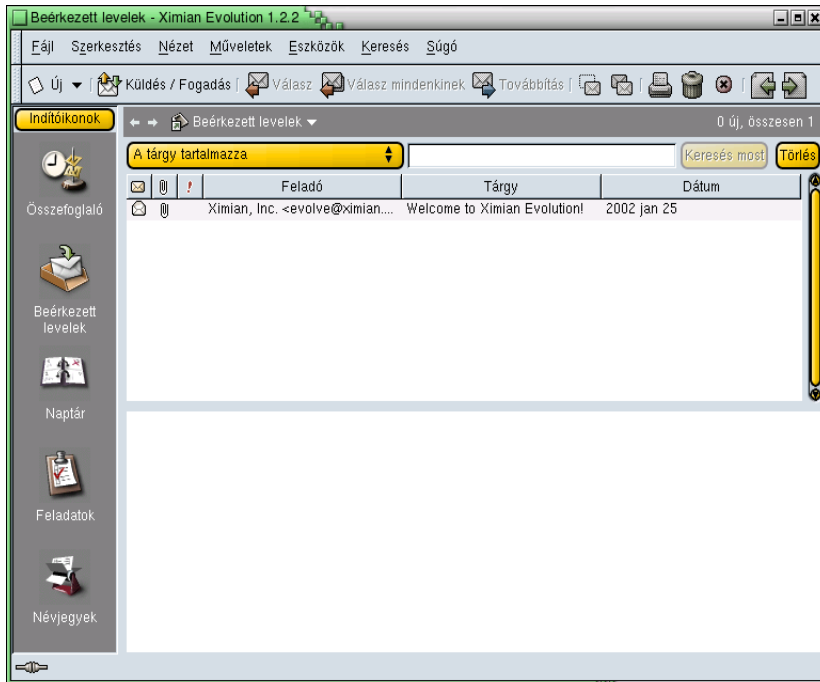 Beérkezett levelek - Ximian Evolution 1.2.2
Fájl Szerkesztés Nézet Műveletek Eszközök Keresés Súgó
Új Küldés / Fogadás Válasz Válasz mindenkinek Továbbítás
Indítóikonok Beérkezett levelek 0 új, összesen 1
A tárgy tartalmazza Keresés most Törlés
! Feladó Tárgy Dátum
Ximian, Inc. <evolve@ximian.... Welcome to Ximian Evolution! 2002 jan 25
Összefoglaló
Beérkezett
levelek
Naptár
Feladatok
Névjegyek